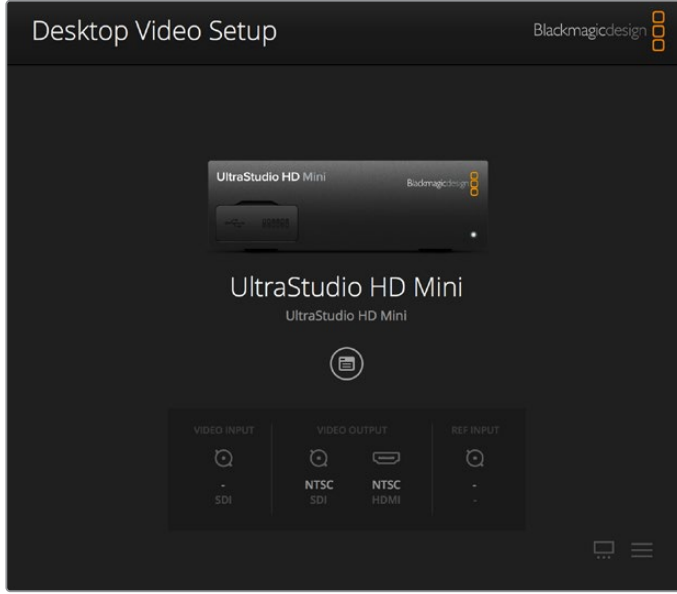 Desktop Video Setup
Blackmagicdesign
UltraStudio HD Mini
Blackmagicdesign
UltraStudio HD Mini
UltraStudio HD Mini
VIDEO INPUT VIDEO OUTPUT REF INPUT
- NTSC NTSC -
SDI SDI HDMI -